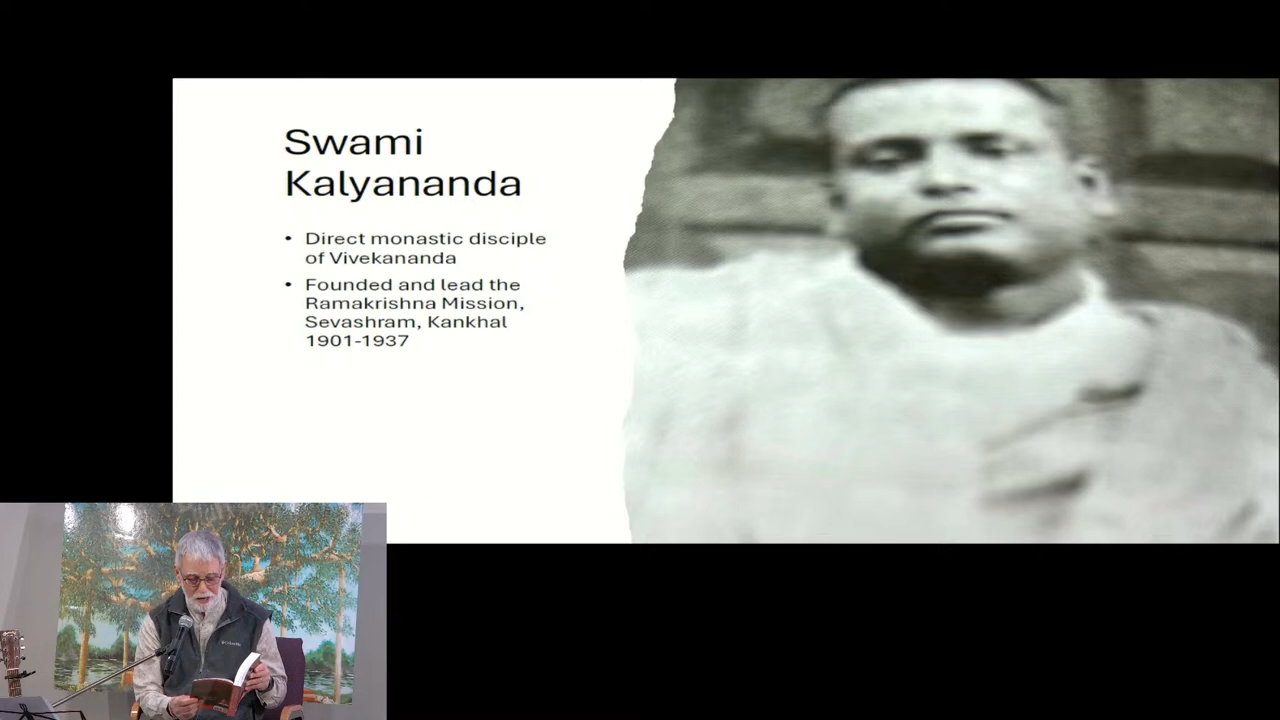 Swami
Kalyananda
• Direct monastic disciple
of Vivekananda
• Founded and lead the
Ramakrishna Mission,
Sevashram, Kankhal
1901-1937